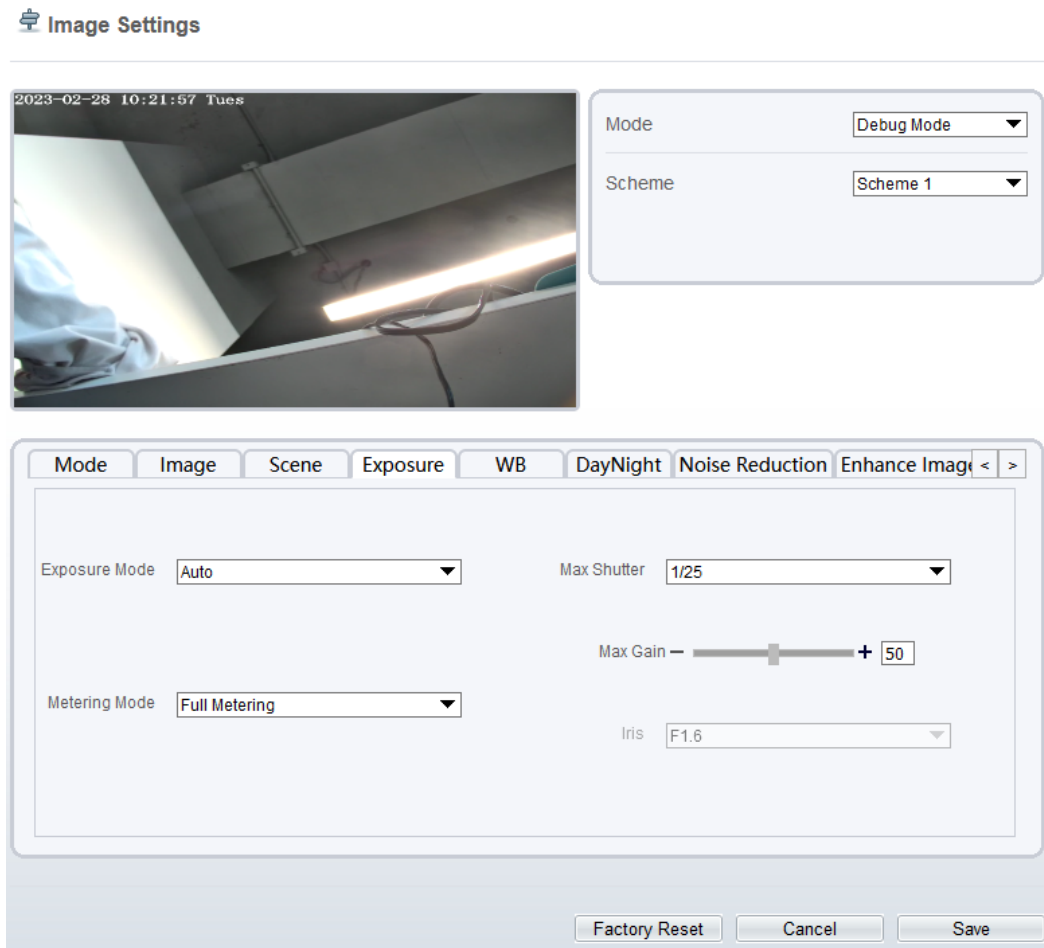 Image Settings
2023-02-28 10:21:57 Tues
Mode Debug Mode
Scheme Scheme 1
Mode Image Scene Exposure WB DayNight Noise Reduction Enhance Image < >
Exposure Mode Auto Max Shutter 1/25
Max Gain − + 50
Metering Mode Full Metering
Iris F1.6
Factory Reset Cancel Save